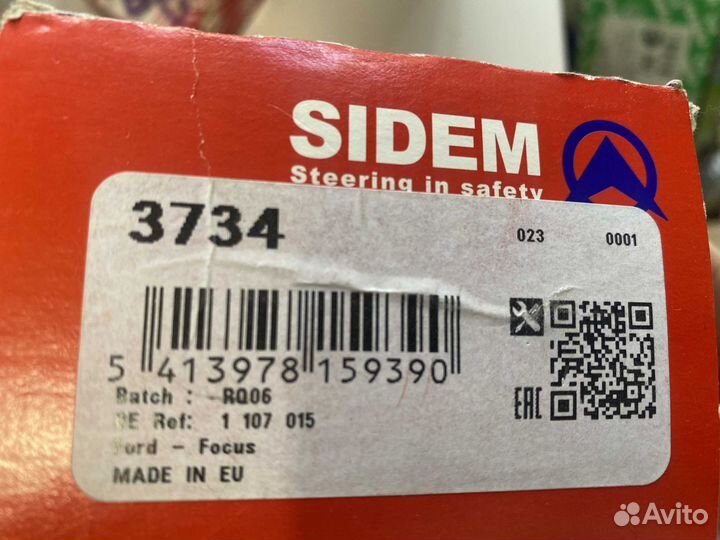 SIDEM
Steering in safety
3734
023 0001
5 413978 159390
Batch : RQ06
OE Ref: 1 107 015
Ford - Focus
MADE IN EU
EAC
Avito